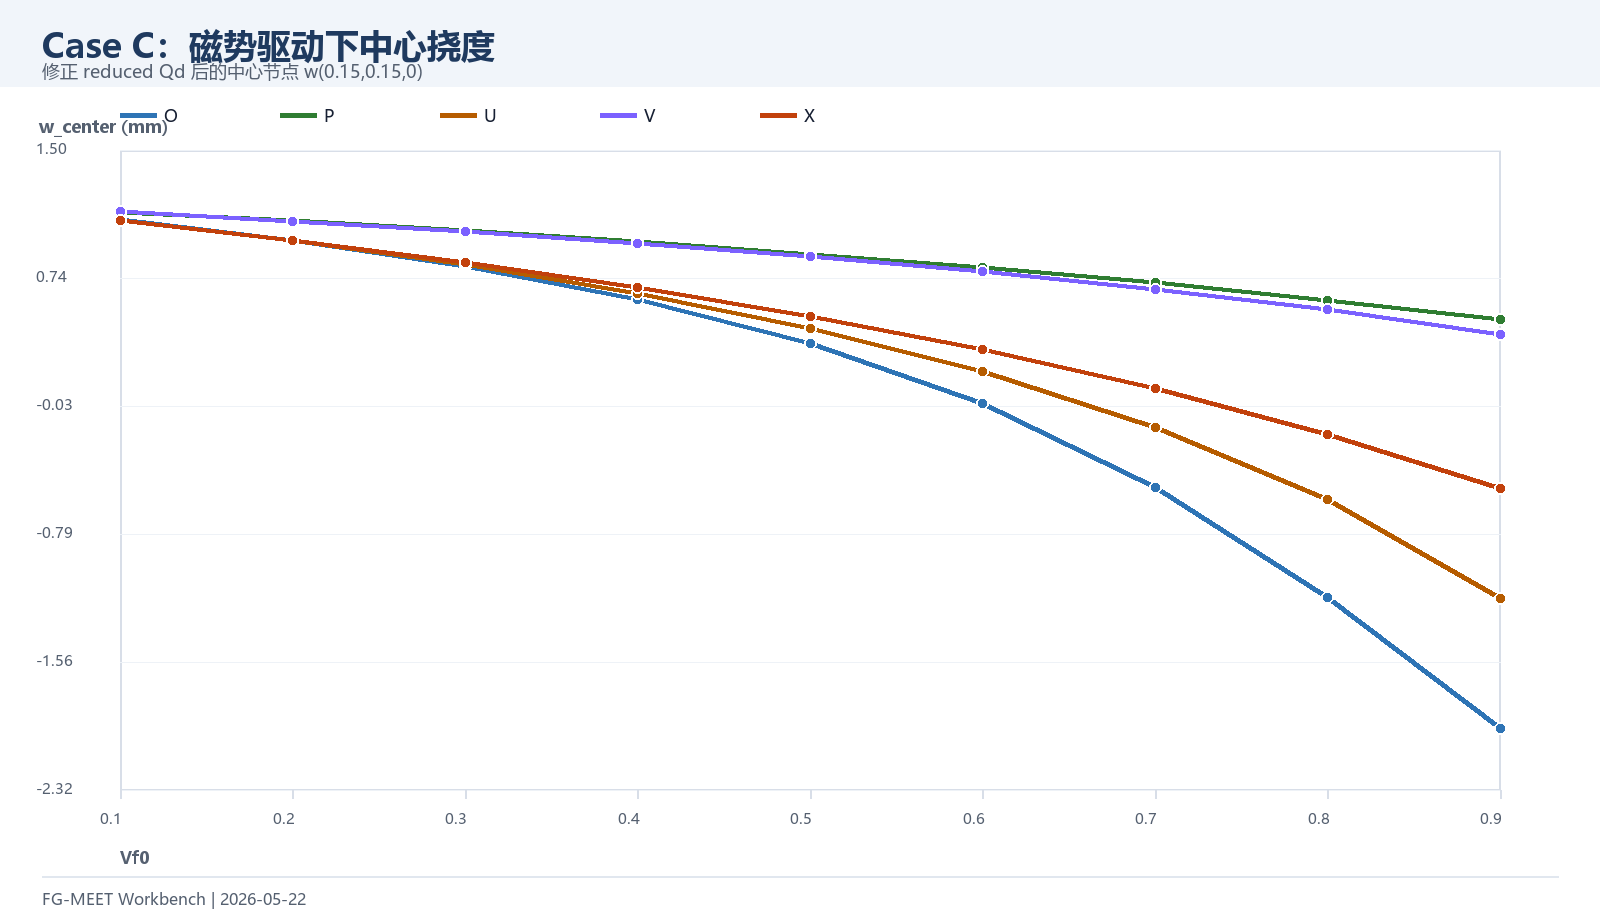 Case C：磁势驱动下中心挠度
修正 reduced Qd 后的中心节点 w(0.15,0.15,0)
O P U V X
w_center (mm)
1.50
0.74
-0.03
-0.79
-1.56
-2.32
0.1 0.2 0.3 0.4 0.5 0.6 0.7 0.8 0.9
Vf0
FG-MEET Workbench | 2026-05-22